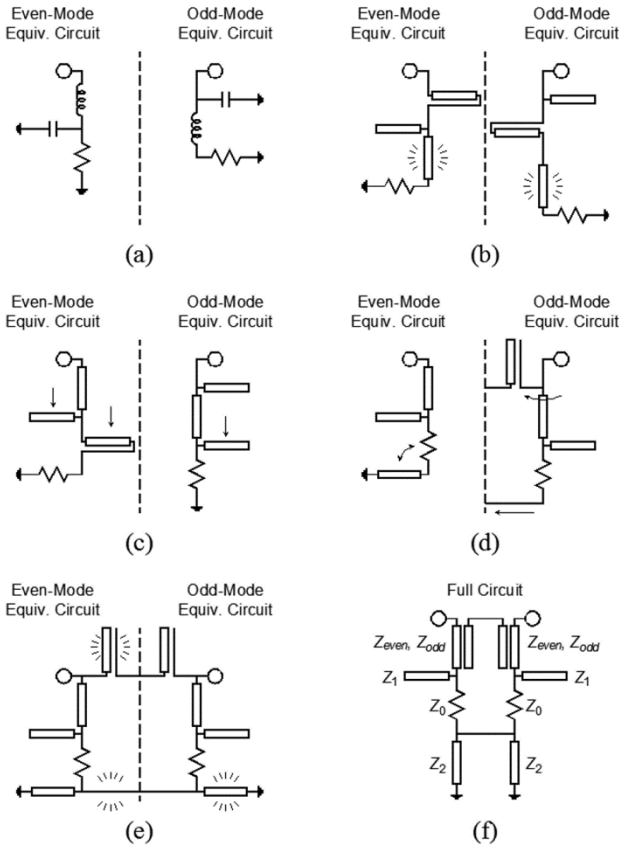 Even-Mode
Equiv. Circuit
Odd-Mode
Equiv. Circuit
(a)
Even-Mode
Equiv. Circuit
Odd-Mode
Equiv. Circuit
(b)
Even-Mode
Equiv. Circuit
Odd-Mode
Equiv. Circuit
(c)
Even-Mode
Equiv. Circuit
Odd-Mode
Equiv. Circuit
(d)
Even-Mode
Equiv. Circuit
Odd-Mode
Equiv. Circuit
(e)
Full Circuit
Zeven, Zodd
Zeven, Zodd
Z1
Z1
Z0
Z0
Z2
Z2
(f)